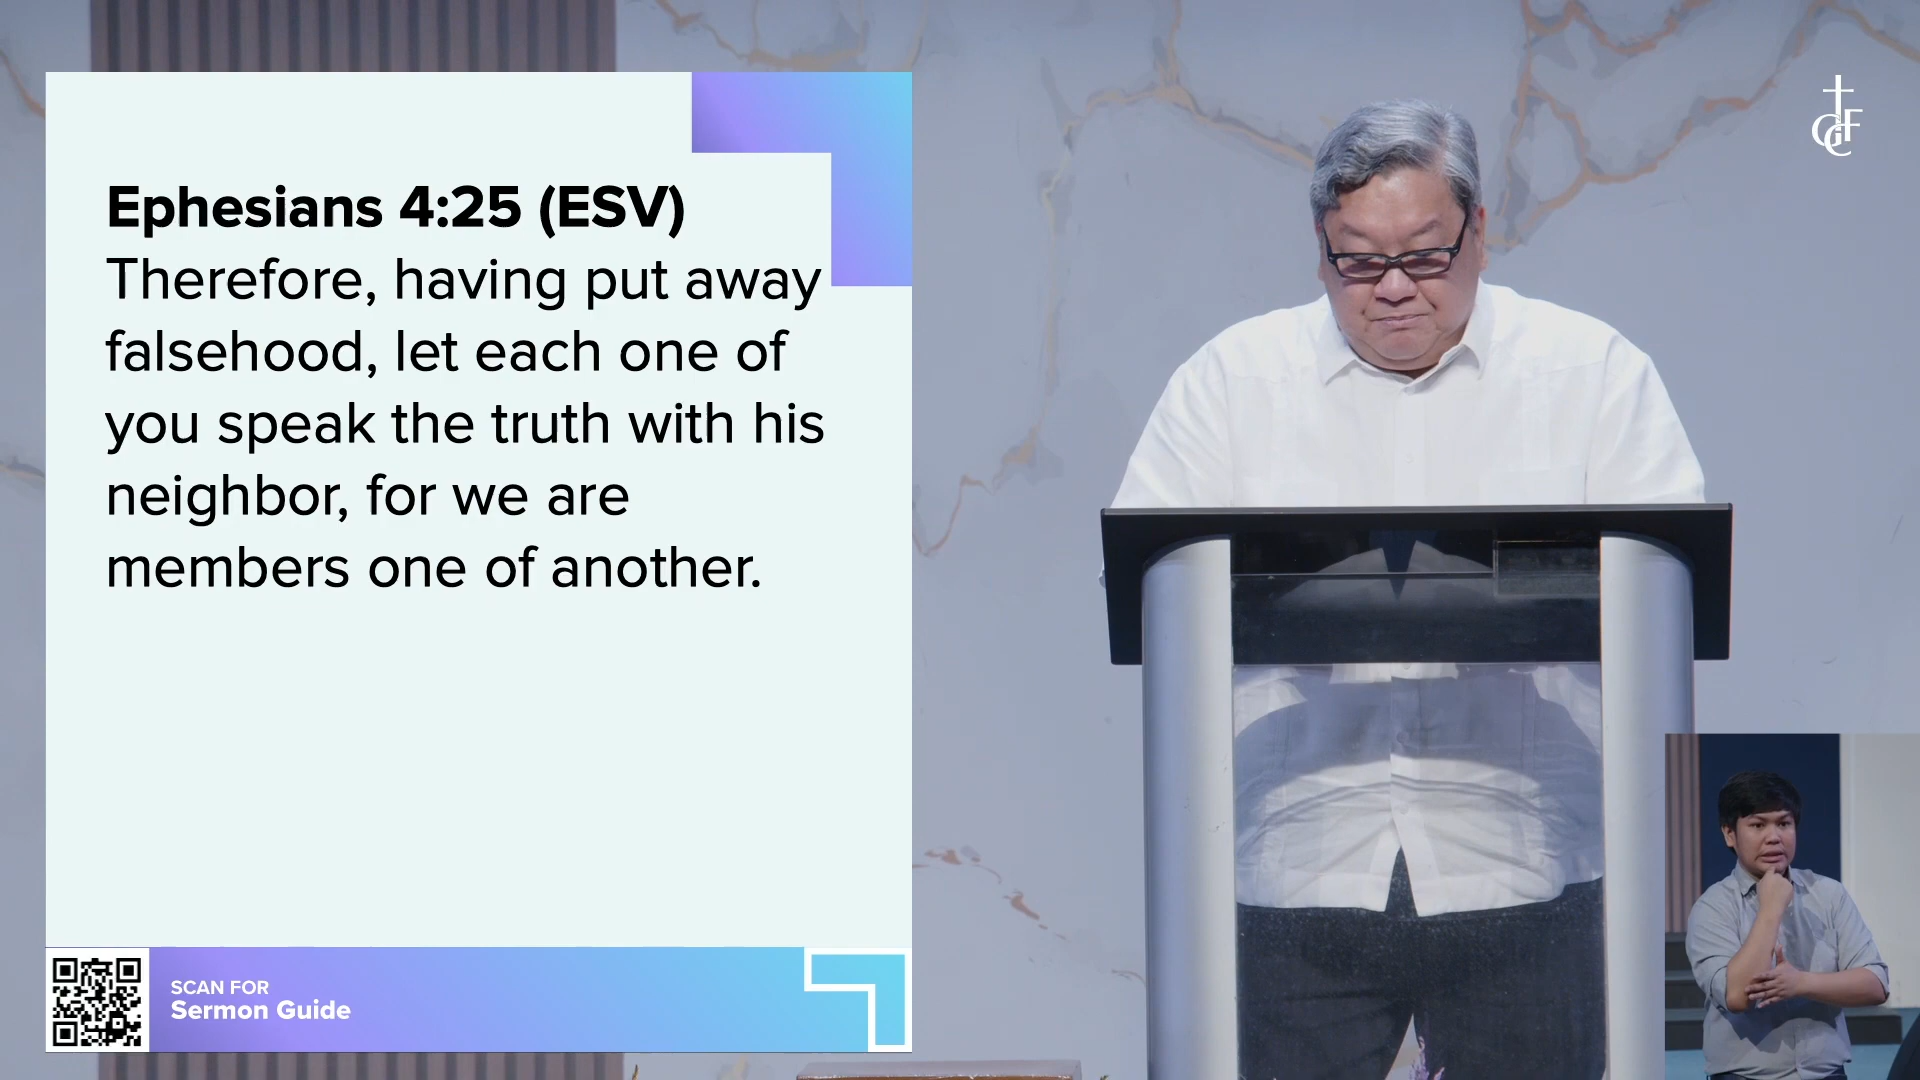 Ephesians 4:25 (ESV)
Therefore, having put away
falsehood, let each one of
you speak the truth with his
neighbor, for we are
members one of another.
SCAN FOR
Sermon Guide
GCF